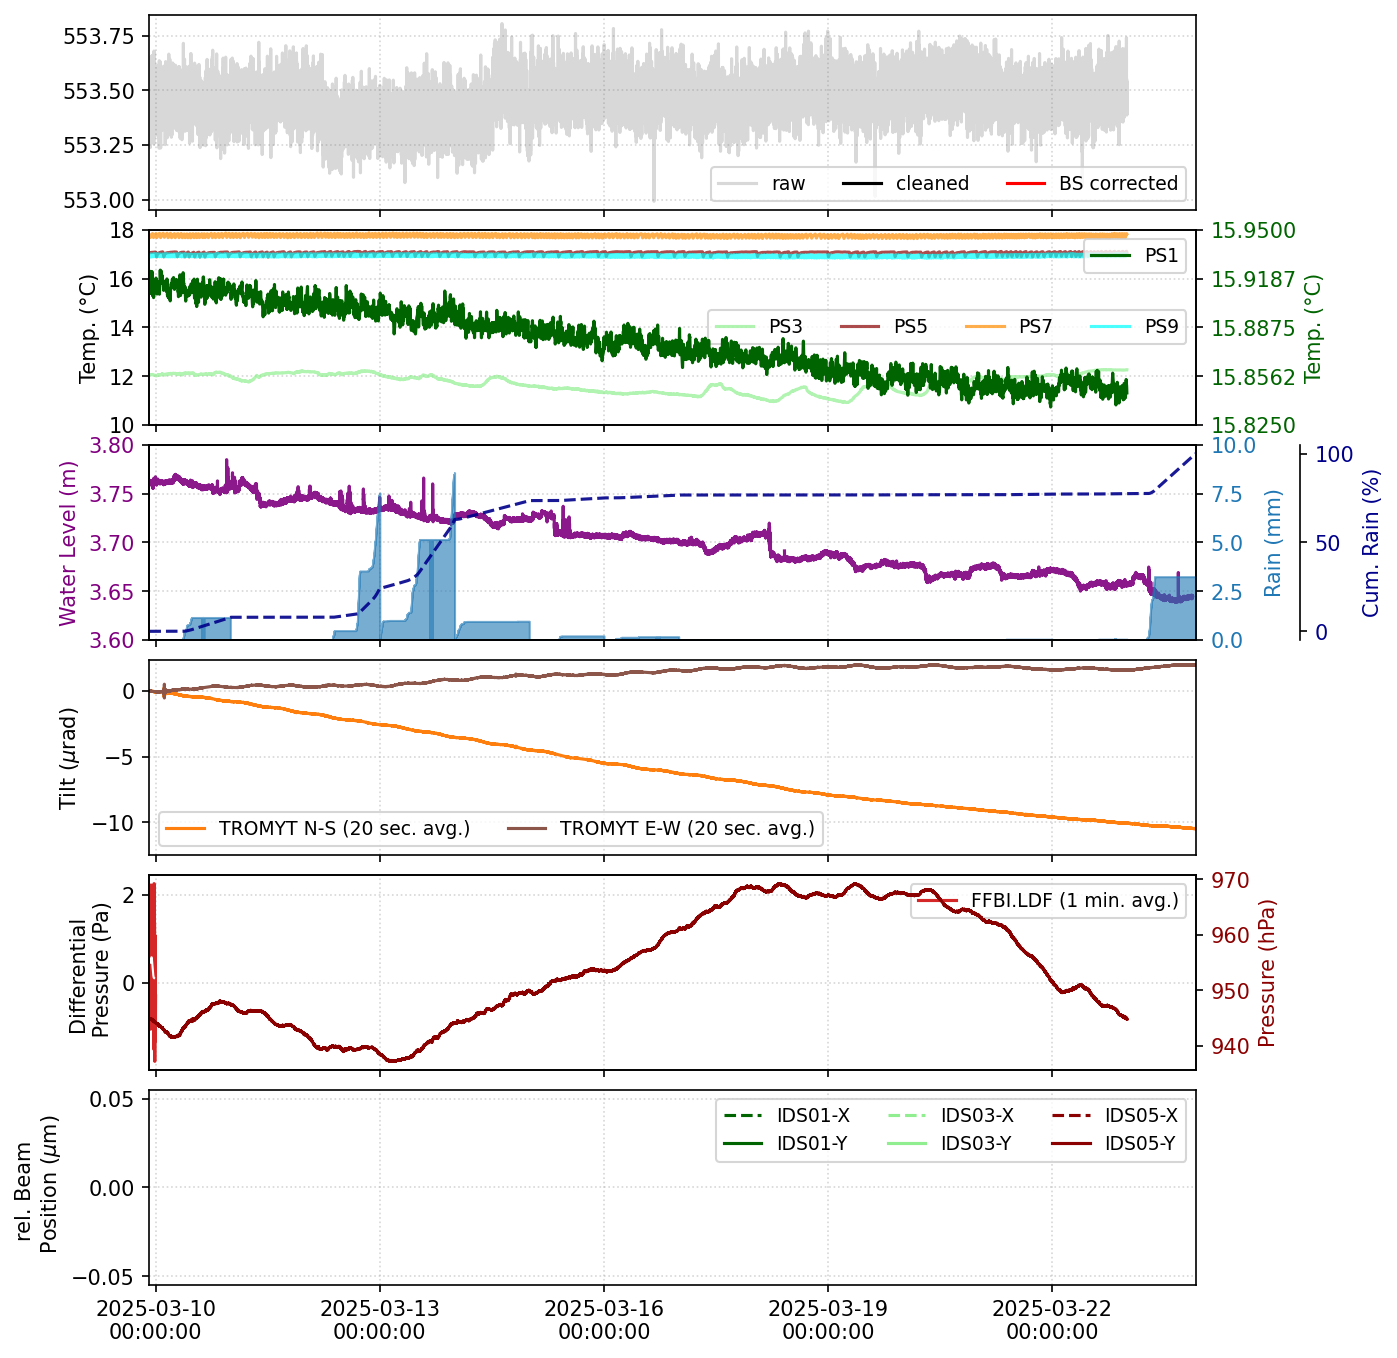 553.75
553.50
553.25
553.00
raw cleaned BS corrected
18
16
14
12
10
Temp. (°C)
PS1
PS3 PS5 PS7 PS9
15.9500
15.9187
15.8875
15.8562
15.8250
Temp. (°C)
3.80
3.75
3.70
3.65
3.60
Water Level (m)
10.0
7.5
5.0
2.5
0.0
Rain (mm)
100
50
0
Cum. Rain (%)
0
−5
−10
Tilt (μrad)
TROMYT N-S (20 sec. avg.) TROMYT E-W (20 sec. avg.)
2
0
Differential
Pressure (Pa)
FFBI.LDF (1 min. avg.)
970
960
950
940
Pressure (hPa)
0.05
0.00
−0.05
rel. Beam
Position (μm)
IDS01-X IDS03-X IDS05-X
IDS01-Y IDS03-Y IDS05-Y
2025-03-10 2025-03-13 2025-03-16 2025-03-19 2025-03-22
00:00:00 00:00:00 00:00:00 00:00:00 00:00:00